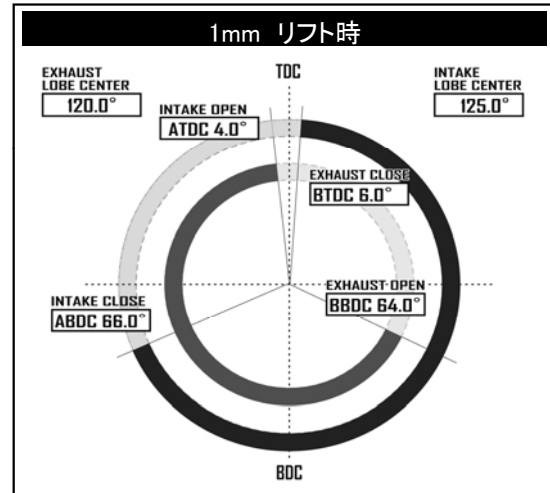 1mm リフト時
EXHAUST
LOBE CENTER
120.0°
TDC
INTAKE
LOBE CENTER
125.0°
INTAKE OPEN
ATDC 4.0°
EXHAUST CLOSE
BTDC 6.0°
INTAKE CLOSE
ABDC 66.0°
EXHAUST OPEN
BBDC 64.0°
BDC